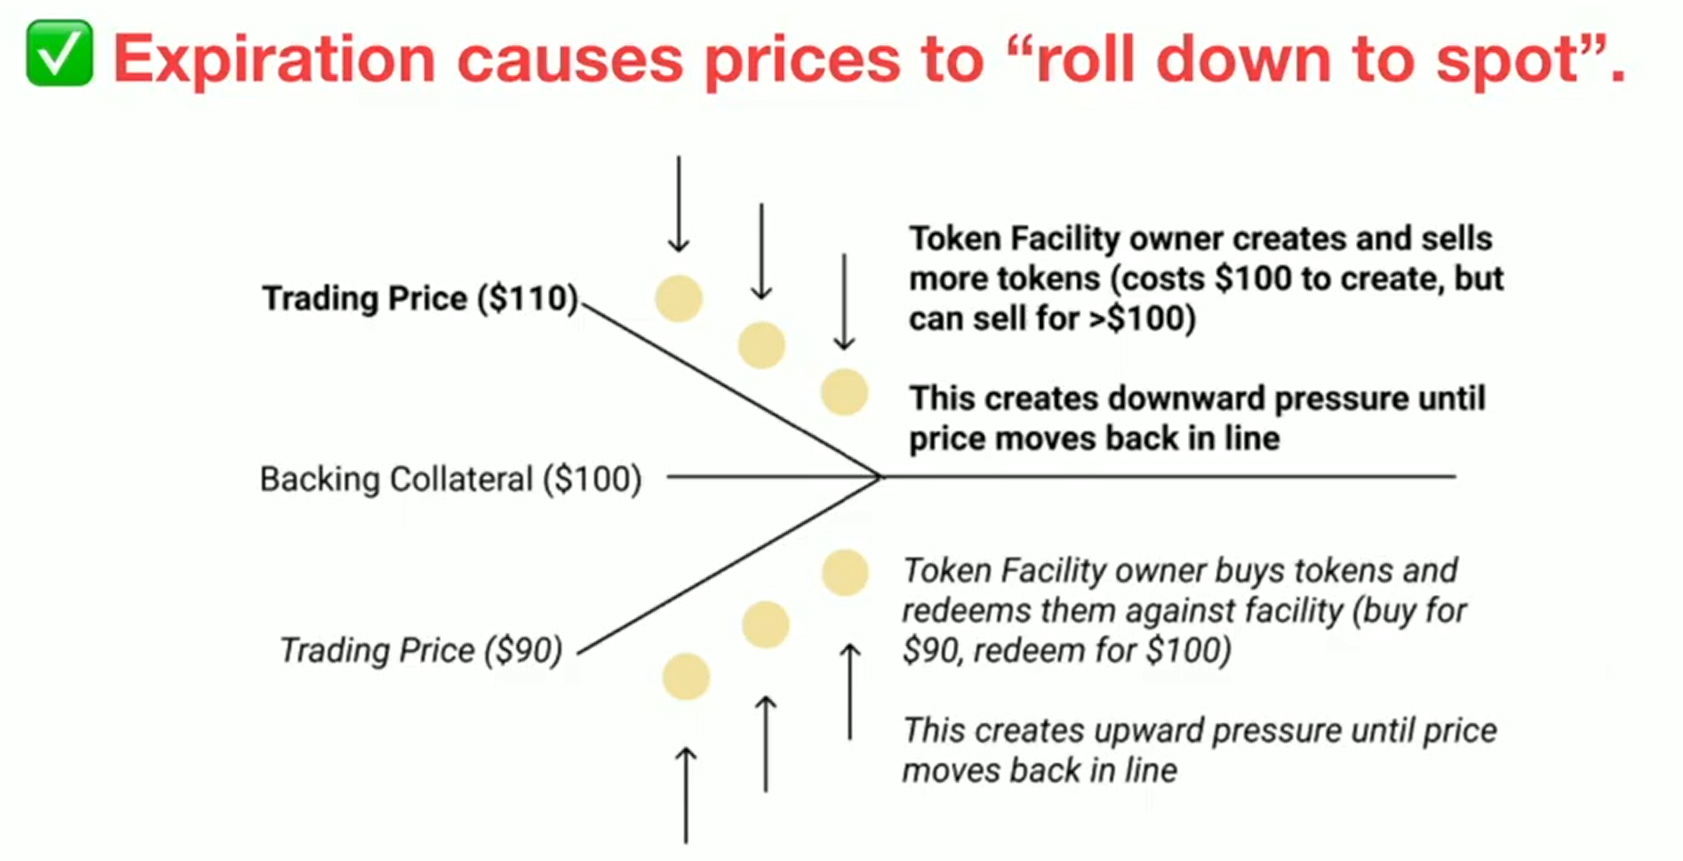 ✅ Expiration causes prices to “roll down to spot”.
Trading Price ($110)
Token Facility owner creates and sells
more tokens (costs $100 to create, but
can sell for >$100)
This creates downward pressure until
price moves back in line
Backing Collateral ($100)
Trading Price ($90)
Token Facility owner buys tokens and
redeems them against facility (buy for
$90, redeem for $100)
This creates upward pressure until price
moves back in line